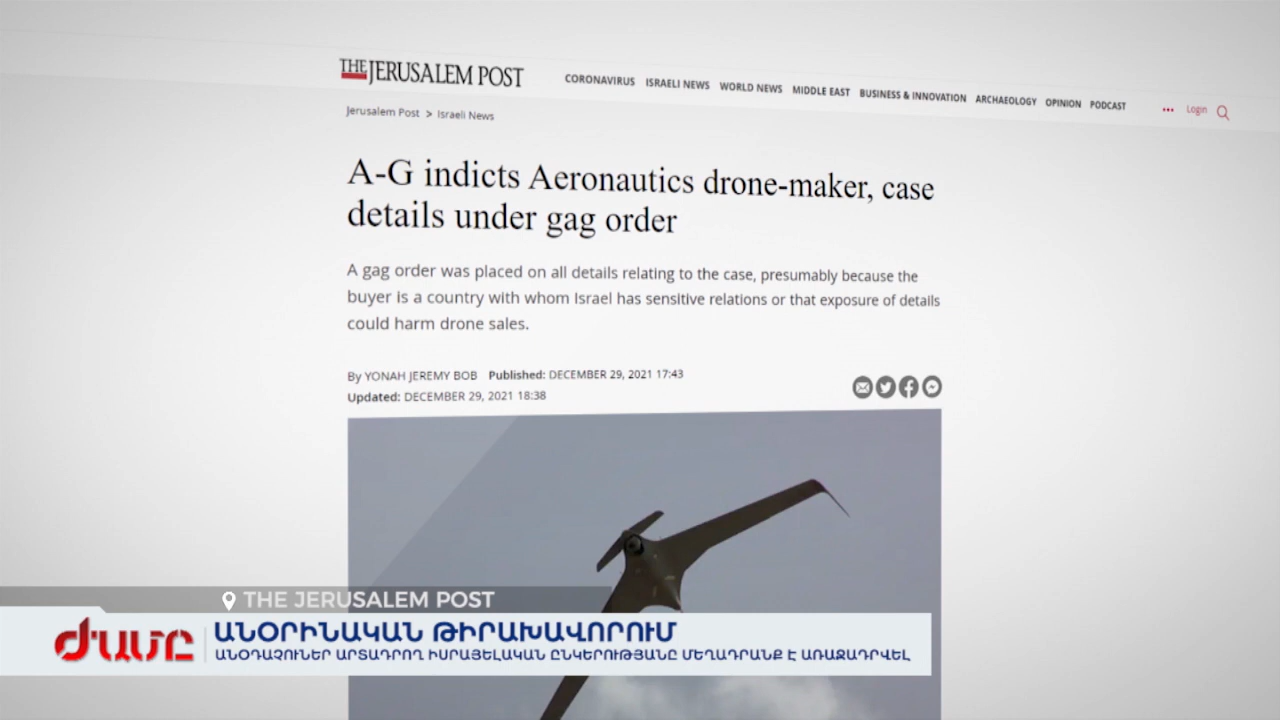 THE JERUSALEM POST
CORONAVIRUS ISRAELI NEWS WORLD NEWS MIDDLE EAST BUSINESS & INNOVATION ARCHAEOLOGY OPINION PODCAST ••• Login
Jerusalem Post > Israeli News
A-G indicts Aeronautics drone-maker, case
details under gag order
A gag order was placed on all details relating to the case, presumably because the
buyer is a country with whom Israel has sensitive relations or that exposure of details
could harm drone sales.
By YONAH JEREMY BOB Published: DECEMBER 29, 2021 17:43
Updated: DECEMBER 29, 2021 18:38
THE JERUSALEM POST
ժամը
ԱՆՕՐԻՆԱԿԱՆ ԹԻՐԱԽԱՎՈՐՈՒՄ
ԱՆՕԴԱՉՈՒՆԵՐ ԱՐՏԱԴՐՈՂ ԻՍՐԱՅԵԼԱԿԱՆ ԸՆԿԵՐՈՒԹՅԱՆԸ ՄԵՂԱԴՐԱՆՔ Է ԱՌԱՋԱԴՐՎԵԼ